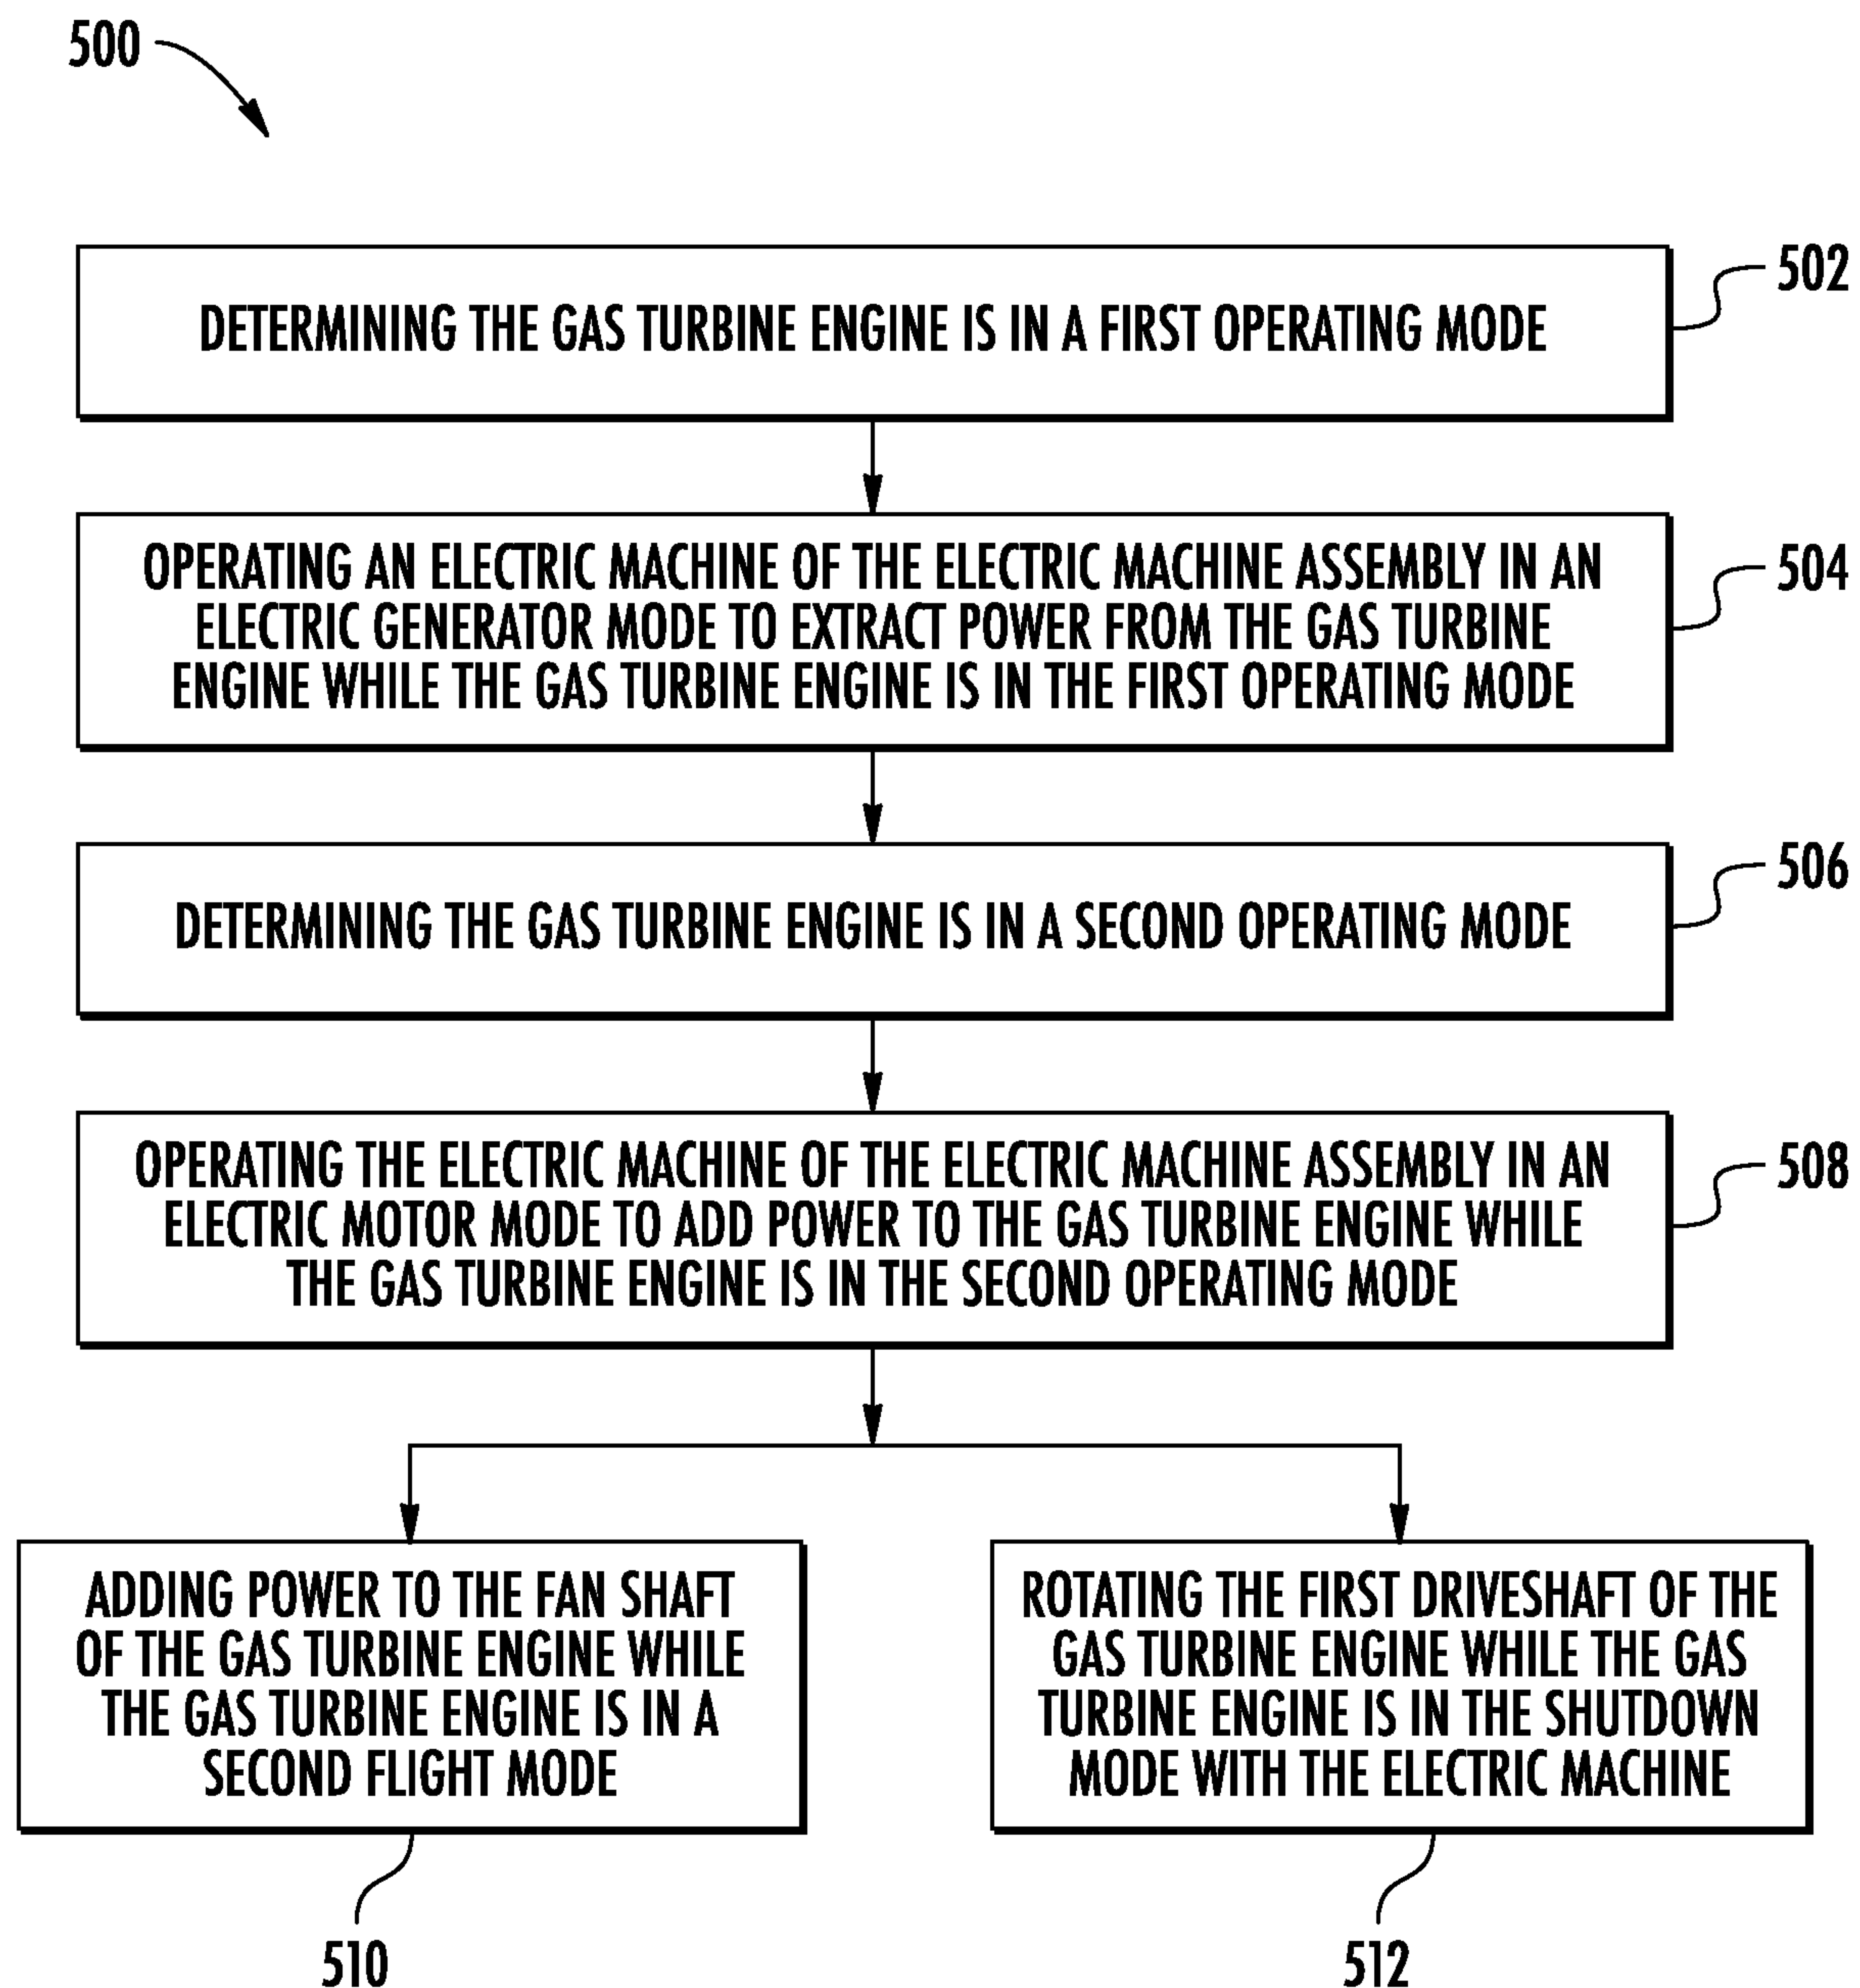 500
DETERMINING THE GAS TURBINE ENGINE IS IN A FIRST OPERATING MODE
502
OPERATING AN ELECTRIC MACHINE OF THE ELECTRIC MACHINE ASSEMBLY IN AN
ELECTRIC GENERATOR MODE TO EXTRACT POWER FROM THE GAS TURBINE
ENGINE WHILE THE GAS TURBINE ENGINE IS IN THE FIRST OPERATING MODE
504
DETERMINING THE GAS TURBINE ENGINE IS IN A SECOND OPERATING MODE
506
OPERATING THE ELECTRIC MACHINE OF THE ELECTRIC MACHINE ASSEMBLY IN AN
ELECTRIC MOTOR MODE TO ADD POWER TO THE GAS TURBINE ENGINE WHILE
THE GAS TURBINE ENGINE IS IN THE SECOND OPERATING MODE
508
ADDING POWER TO THE FAN SHAFT
OF THE GAS TURBINE ENGINE WHILE
THE GAS TURBINE ENGINE IS IN A
SECOND FLIGHT MODE
510
ROTATING THE FIRST DRIVESHAFT OF THE
GAS TURBINE ENGINE WHILE THE GAS
TURBINE ENGINE IS IN THE SHUTDOWN
MODE WITH THE ELECTRIC MACHINE
512